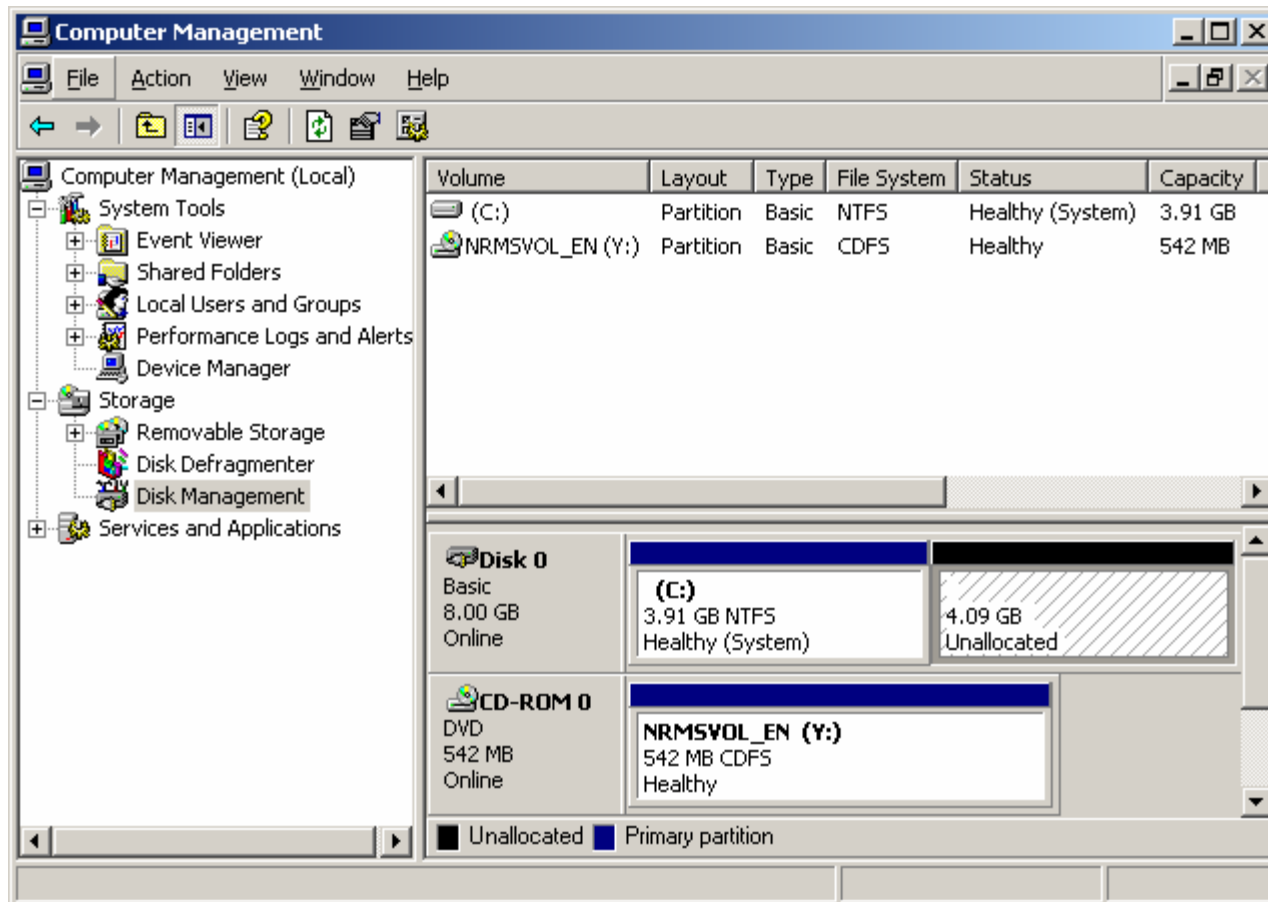 Computer Management
File Action View Window Help
Computer Management (Local)
System Tools
Event Viewer
Shared Folders
Local Users and Groups
Performance Logs and Alerts
Device Manager
Storage
Removable Storage
Disk Defragmenter
Disk Management
Services and Applications
Volume Layout Type File System Status Capacity
(C:) Partition Basic NTFS Healthy (System) 3.91 GB
NRMSVOL_EN (Y:) Partition Basic CDFS Healthy 542 MB
Disk 0
Basic
8.00 GB
Online
(C:)
3.91 GB NTFS
Healthy (System)
4.09 GB
Unallocated
CD-ROM 0
DVD
542 MB
Online
NRMSVOL_EN (Y:)
542 MB CDFS
Healthy
Unallocated Primary partition